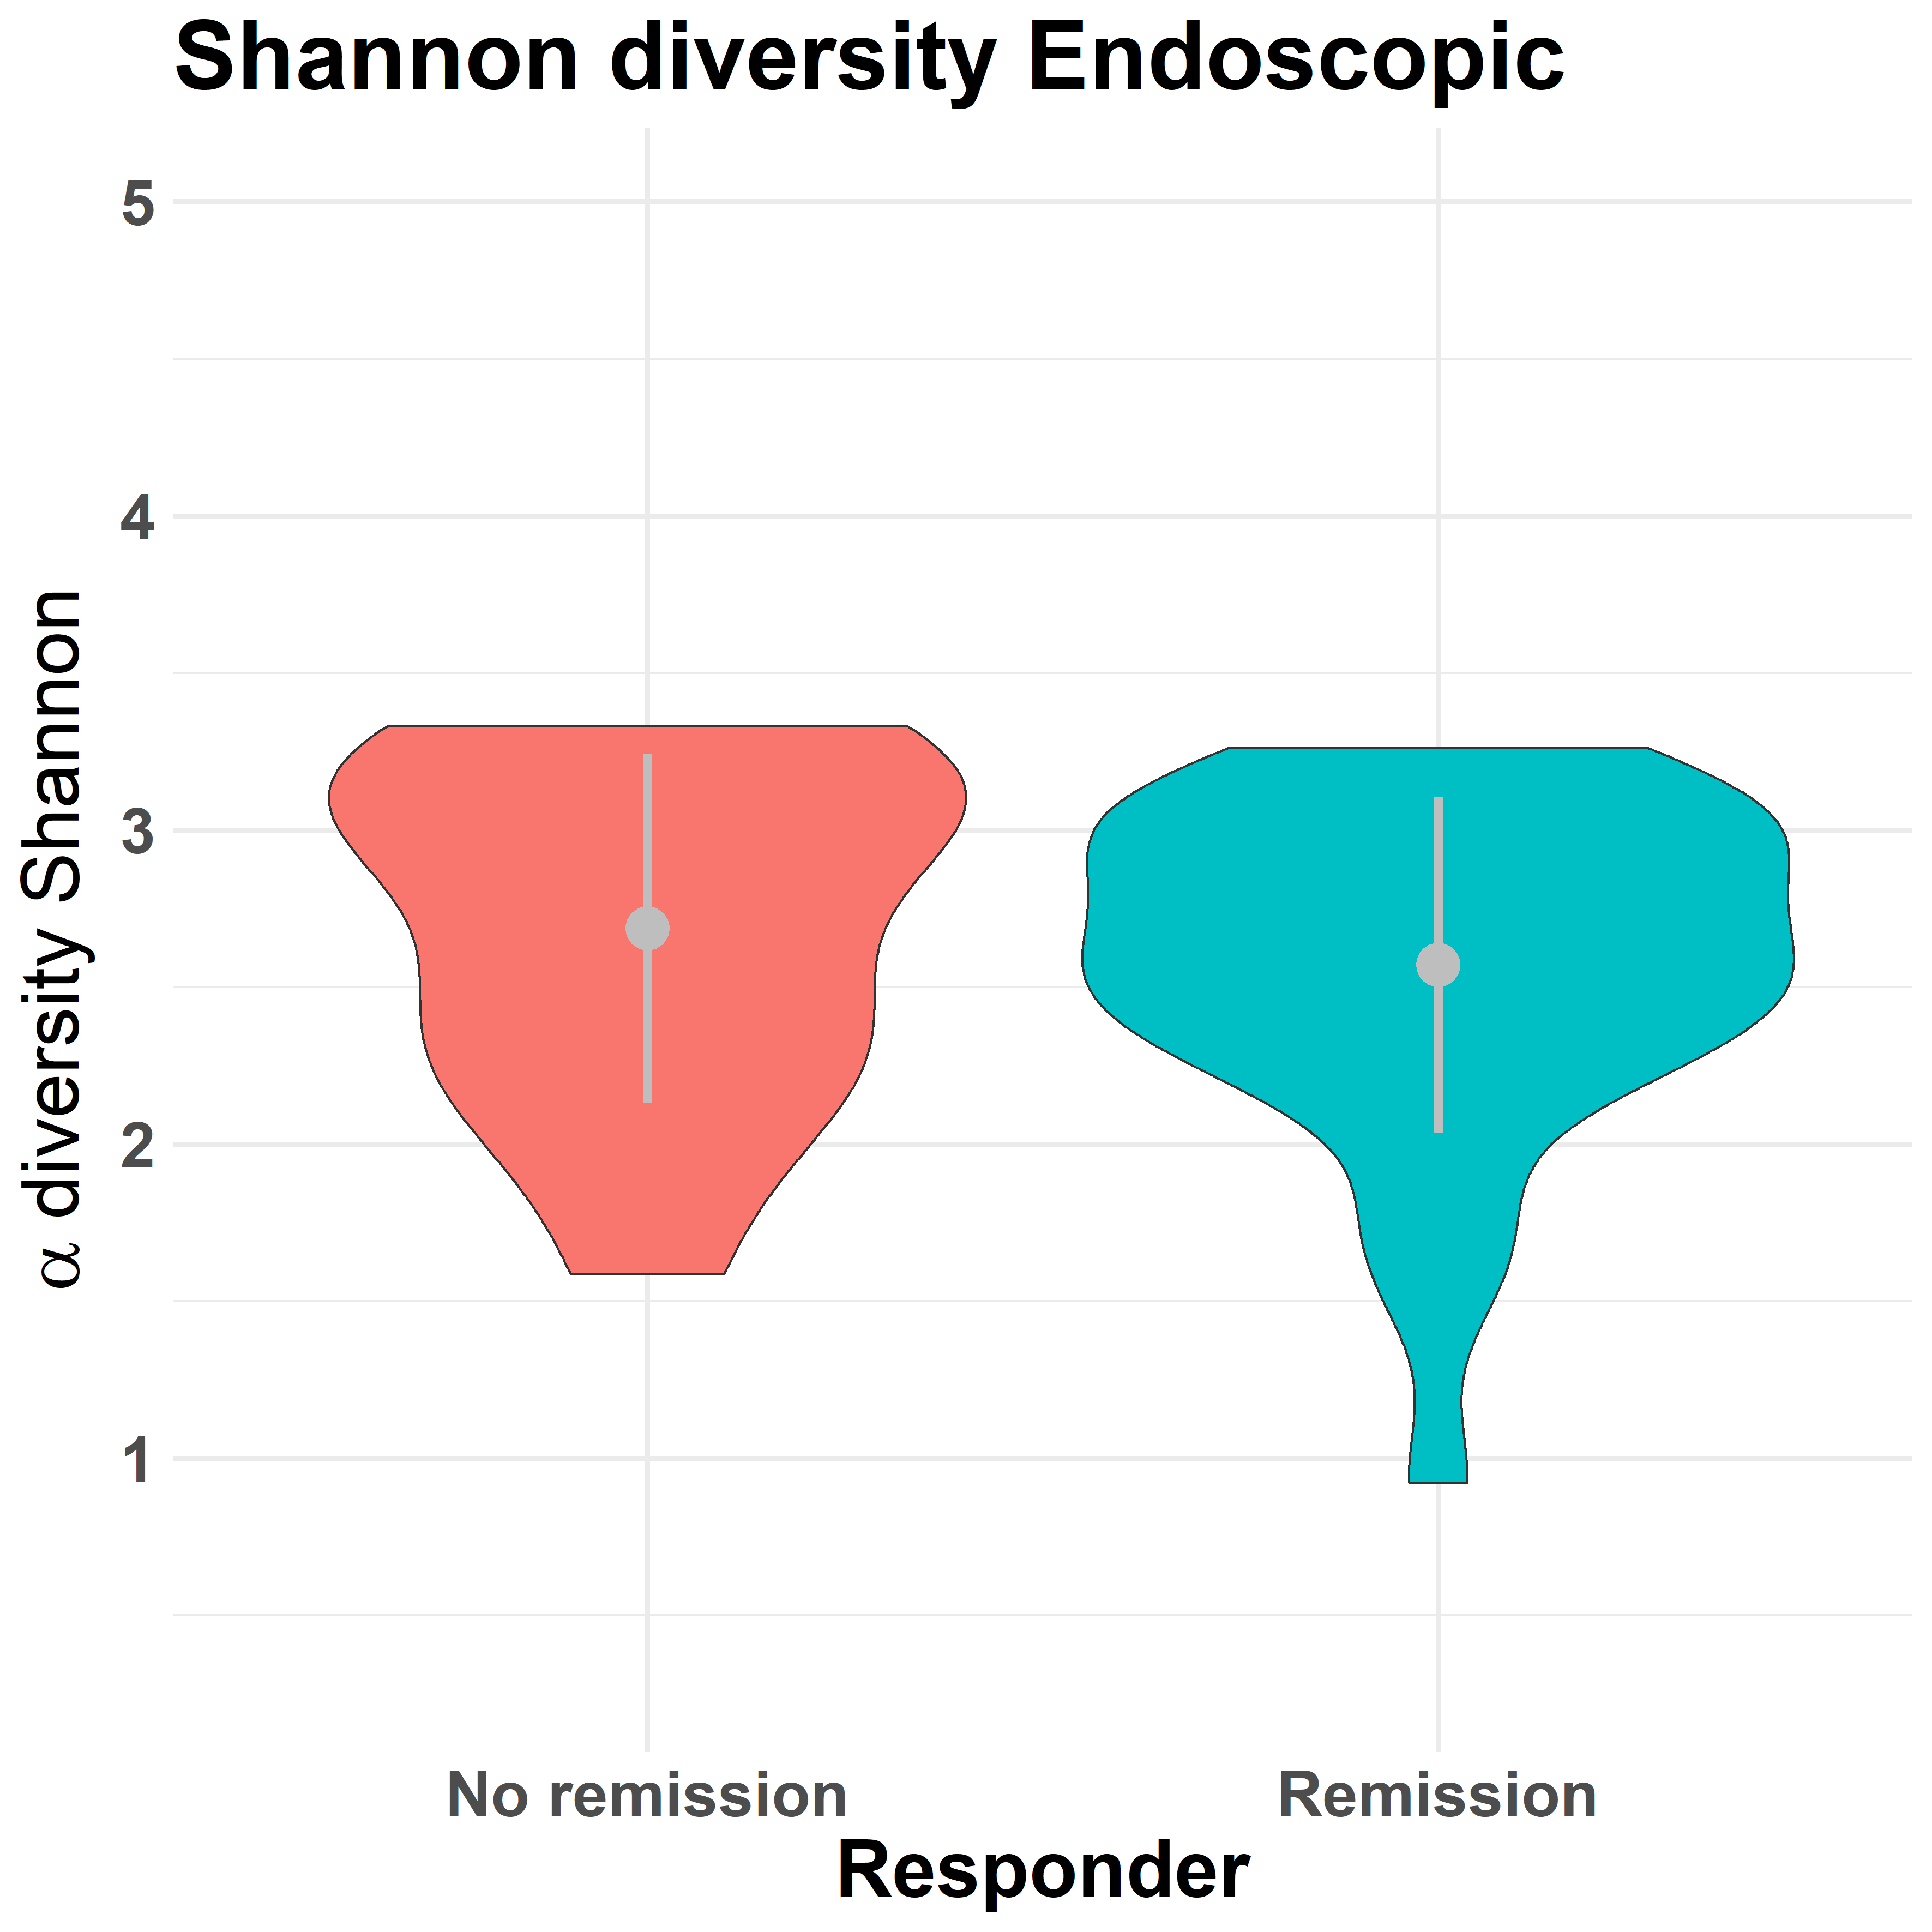 Shannon diversity Endoscopic
5
4
3
2
1
α diversity Shannon
No remission
Remission
Responder